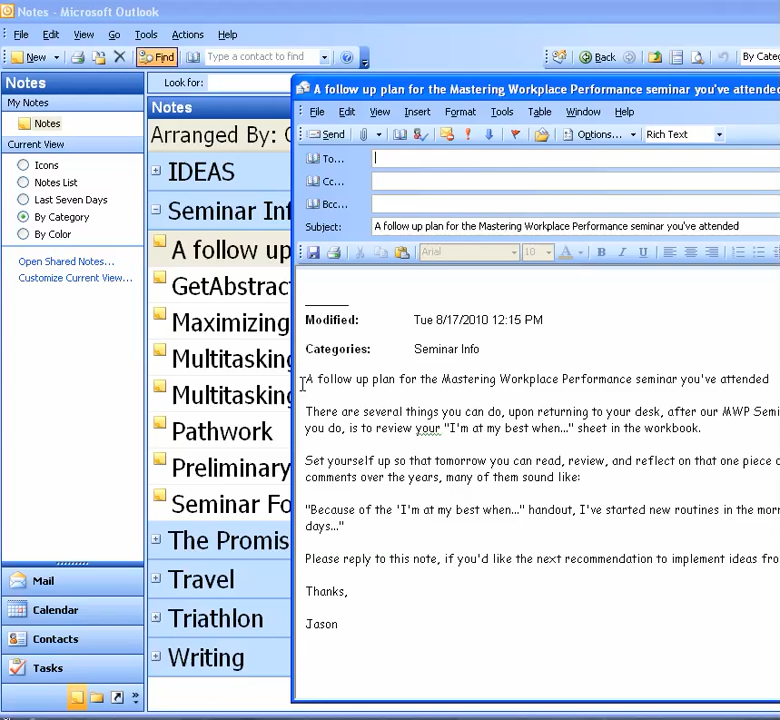 Notes - Microsoft Outlook
File Edit View Go Tools Actions Help
New Find Type a contact to find Back By Categ
Notes
My Notes
Notes
Current View
Icons
Notes List
Last Seven Days
By Category
By Color
Open Shared Notes...
Customize Current View...
Mail
Calendar
Contacts
Tasks
Look for:
Notes
Arranged By: C
IDEAS
Seminar Inf
A follow up
GetAbstract
Maximizing
Multitasking
Multitasking
Pathwork
Preliminary
Seminar Fo
The Promis
Travel
Triathlon
Writing
A follow up plan for the Mastering Workplace Performance seminar you've attended
File Edit View Insert Format Tools Table Window Help
Send Options... Rich Text
To...
Cc...
Bcc...
Subject: A follow up plan for the Mastering Workplace Performance seminar you've attended
Arial 10 A B I U
Modified: Tue 8/17/2010 12:15 PM
Categories: Seminar Info
A follow up plan for the Mastering Workplace Performance seminar you've attended
There are several things you can do, upon returning to your desk, after our MWP Semi
you do, is to review your "I'm at my best when..." sheet in the workbook.
Set yourself up so that tomorrow you can read, review, and reflect on that one piece o
comments over the years, many of them sound like:
"Because of the 'I'm at my best when..." handout, I've started new routines in the mor
days..."
Please reply to this note, if you'd like the next recommendation to implement ideas fro
Thanks,
Jason